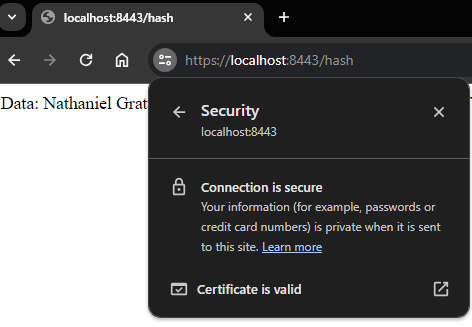 localhost:8443/hash
https://localhost:8443/hash
Data: Nathaniel
Security
localhost:8443
Connection is secure
Your information (for example, passwords or
credit card numbers) is private when it is sent
to this site. Learn more
Certificate is valid